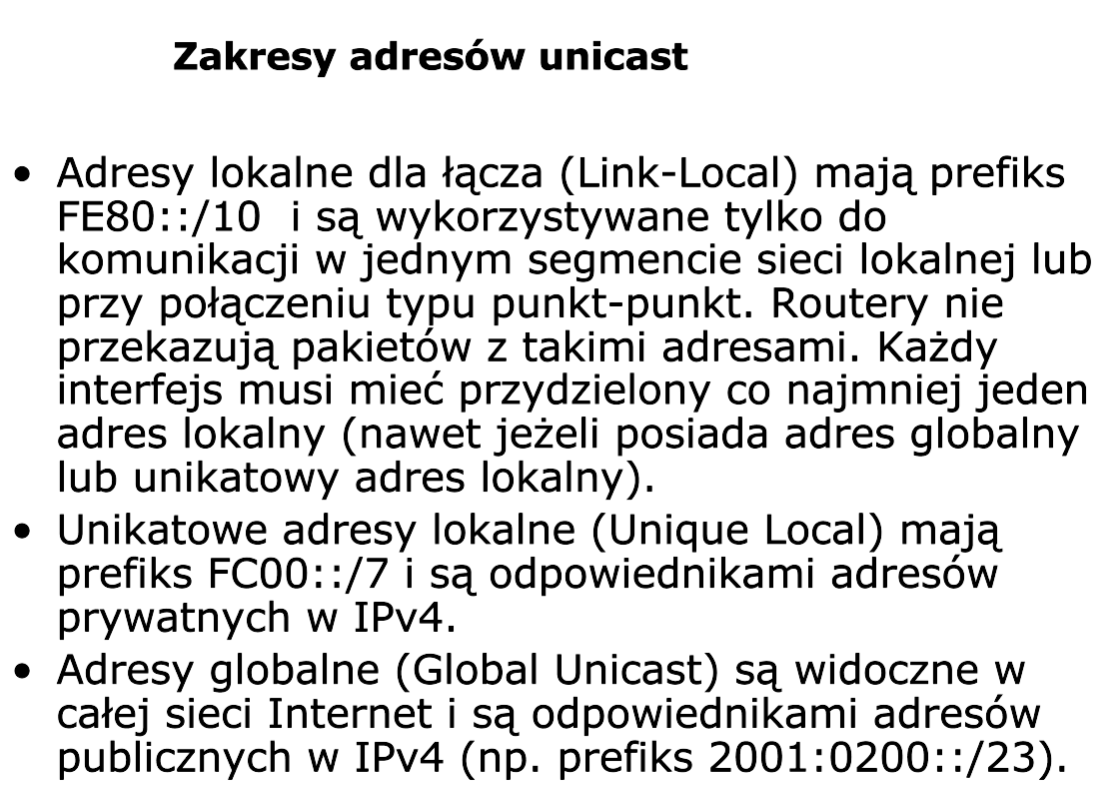 Zakresy adresów unicast
• Adresy lokalne dla łącza (Link-Local) mają prefiks
FE80::/10 i są wykorzystywane tylko do
komunikacji w jednym segmencie sieci lokalnej lub
przy połączeniu typu punkt-punkt. Routery nie
przekazują pakietów z takimi adresami. Każdy
interfejs musi mieć przydzielony co najmniej jeden
adres lokalny (nawet jeżeli posiada adres globalny
lub unikatowy adres lokalny).
• Unikatowe adresy lokalne (Unique Local) mają
prefiks FC00::/7 i są odpowiednikami adresów
prywatnych w IPv4.
• Adresy globalne (Global Unicast) są widoczne w
całej sieci Internet i są odpowiednikami adresów
publicznych w IPv4 (np. prefiks 2001:0200::/23).